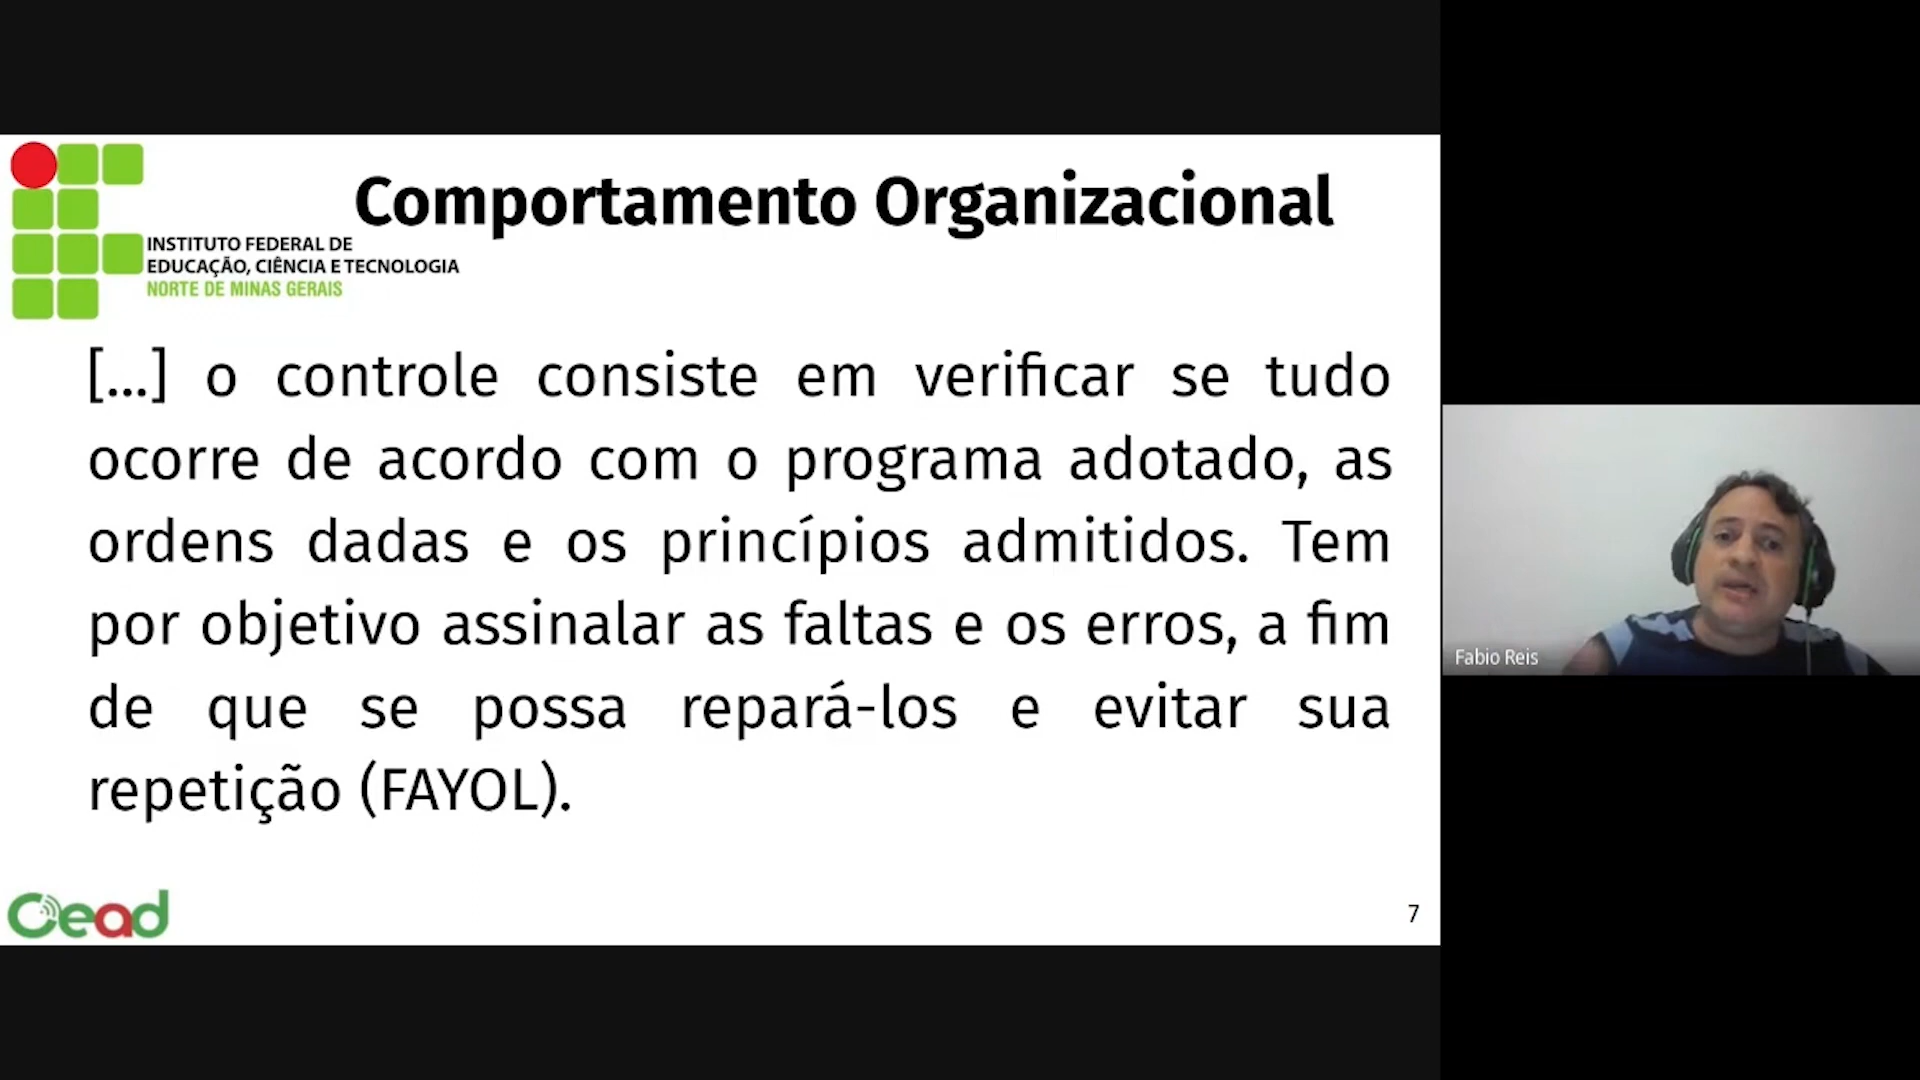 Comportamento Organizacional
INSTITUTO FEDERAL DE
EDUCAÇÃO, CIÊNCIA E TECNOLOGIA
NORTE DE MINAS GERAIS
[...] o controle consiste em verificar se tudo
ocorre de acordo com o programa adotado, as
ordens dadas e os princípios admitidos. Tem
por objetivo assinalar as faltas e os erros, a fim
de que se possa repará-los e evitar sua
repetição (FAYOL).
Fabio Reis
Cead
7